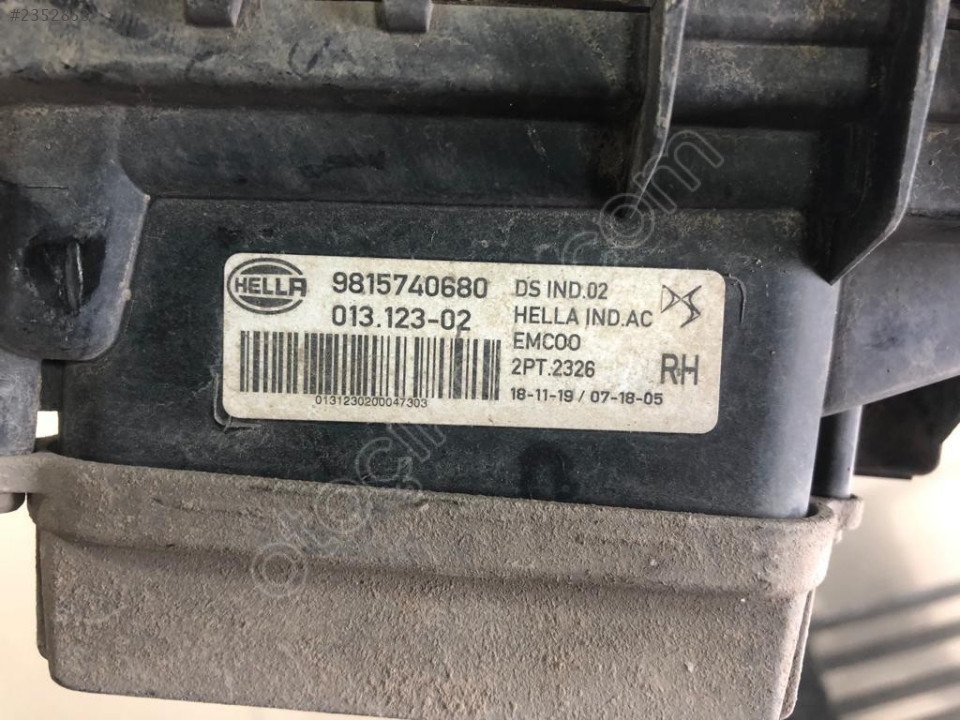 HELLA
9815740680
013.123-02
0131230200047303
DS IND.02
HELLA IND.AC
EMC00
2PT.2326
18-11-19 / 07-18-05
DS
RH